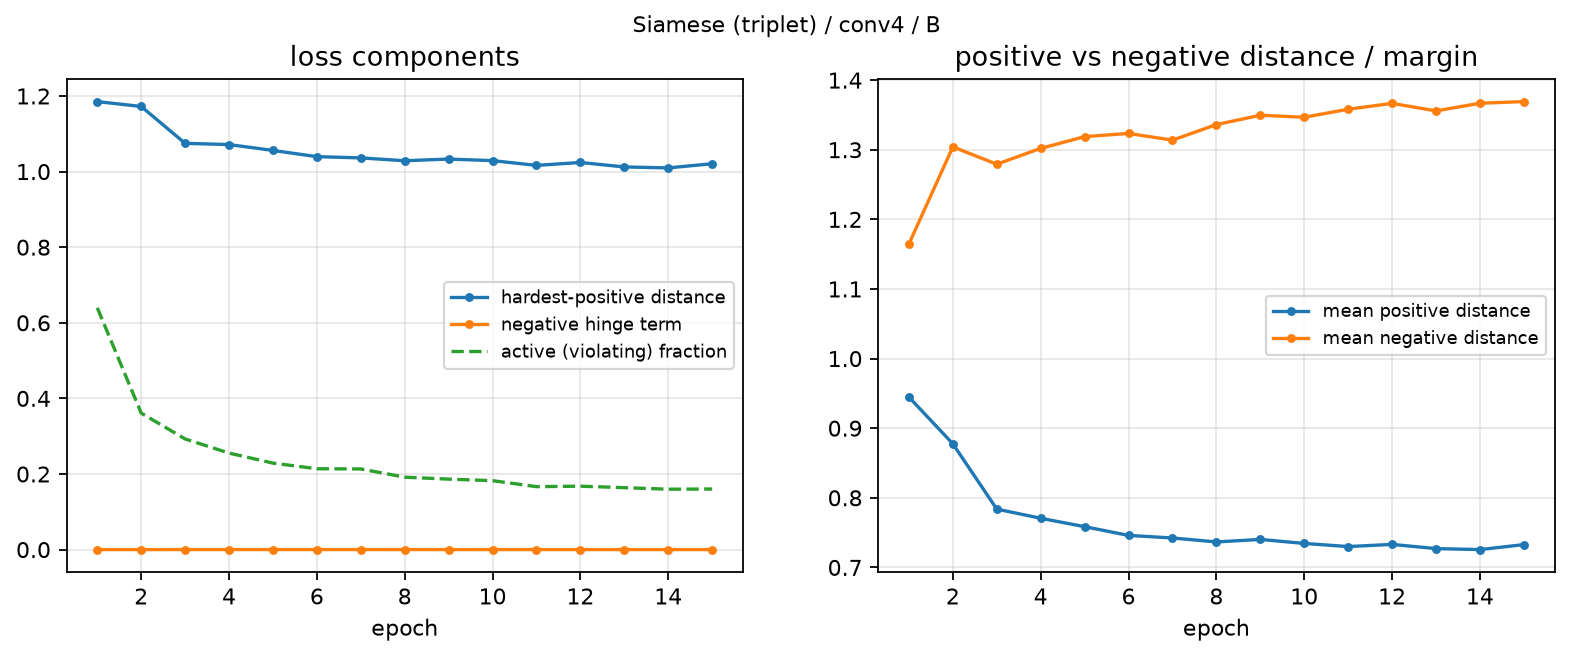 Siamese (triplet) / conv4 / B
loss components
1.2
1.0
0.8
0.6
0.4
0.2
0.0
hardest-positive distance
negative hinge term
active (violating) fraction
2 4 6 8 10 12 14
epoch
positive vs negative distance / margin
1.4
1.3
1.2
1.1
1.0
0.9
0.8
0.7
mean positive distance
mean negative distance
2 4 6 8 10 12 14
epoch